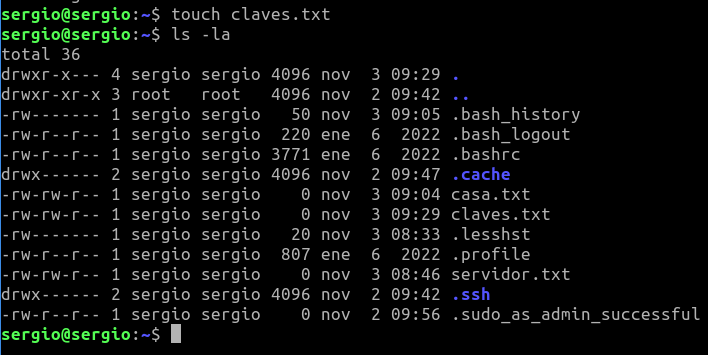 sergio@sergio:~$ touch claves.txt
sergio@sergio:~$ ls -la
total 36
drwxr-x--- 4 sergio sergio 4096 nov  3 09:29 .
drwxr-xr-x 3 root   root   4096 nov  2 09:42 ..
-rw------- 1 sergio sergio   50 nov  3 09:05 .bash_history
-rw-r--r-- 1 sergio sergio  220 ene  6  2022 .bash_logout
-rw-r--r-- 1 sergio sergio 3771 ene  6  2022 .bashrc
drwx------ 2 sergio sergio 4096 nov  2 09:47 .cache
-rw-rw-r-- 1 sergio sergio    0 nov  3 09:04 casa.txt
-rw-rw-r-- 1 sergio sergio    0 nov  3 09:29 claves.txt
-rw------- 1 sergio sergio   20 nov  3 08:33 .lesshst
-rw-r--r-- 1 sergio sergio  807 ene  6  2022 .profile
-rw-rw-r-- 1 sergio sergio    0 nov  3 08:46 servidor.txt
drwx------ 2 sergio sergio 4096 nov  2 09:42 .ssh
-rw-r--r-- 1 sergio sergio    0 nov  2 09:56 .sudo_as_admin_successful
sergio@sergio:~$